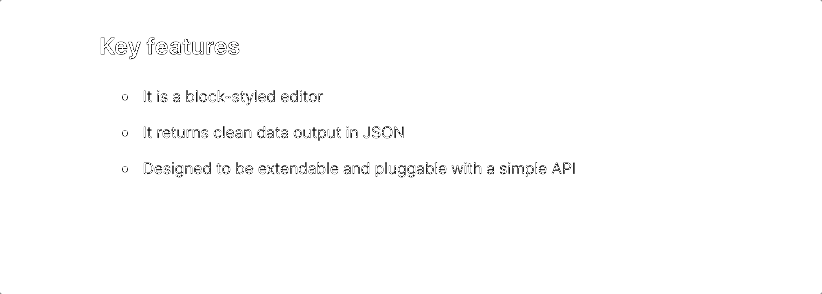 Key features
It is a block-styled editor
It returns clean data output in JSON
Designed to be extendable and pluggable with a simple API